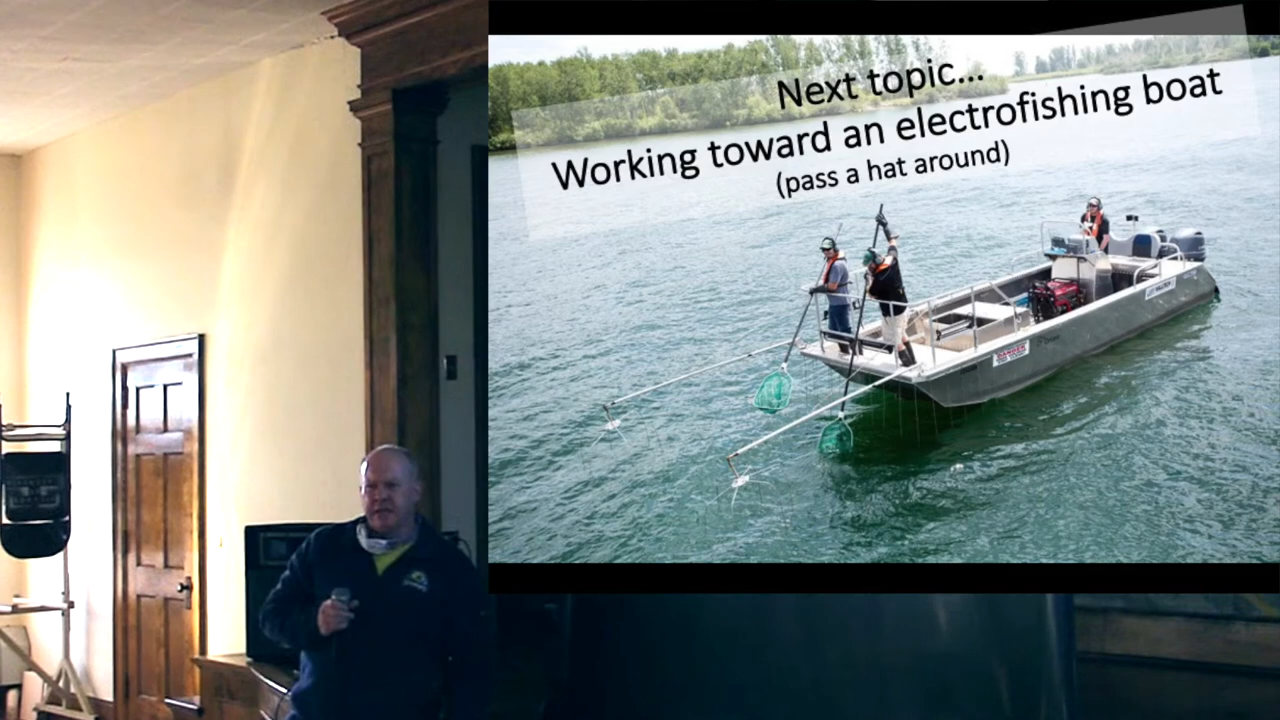 Next topic...
Working toward an electrofishing boat
(pass a hat around)
DANGER